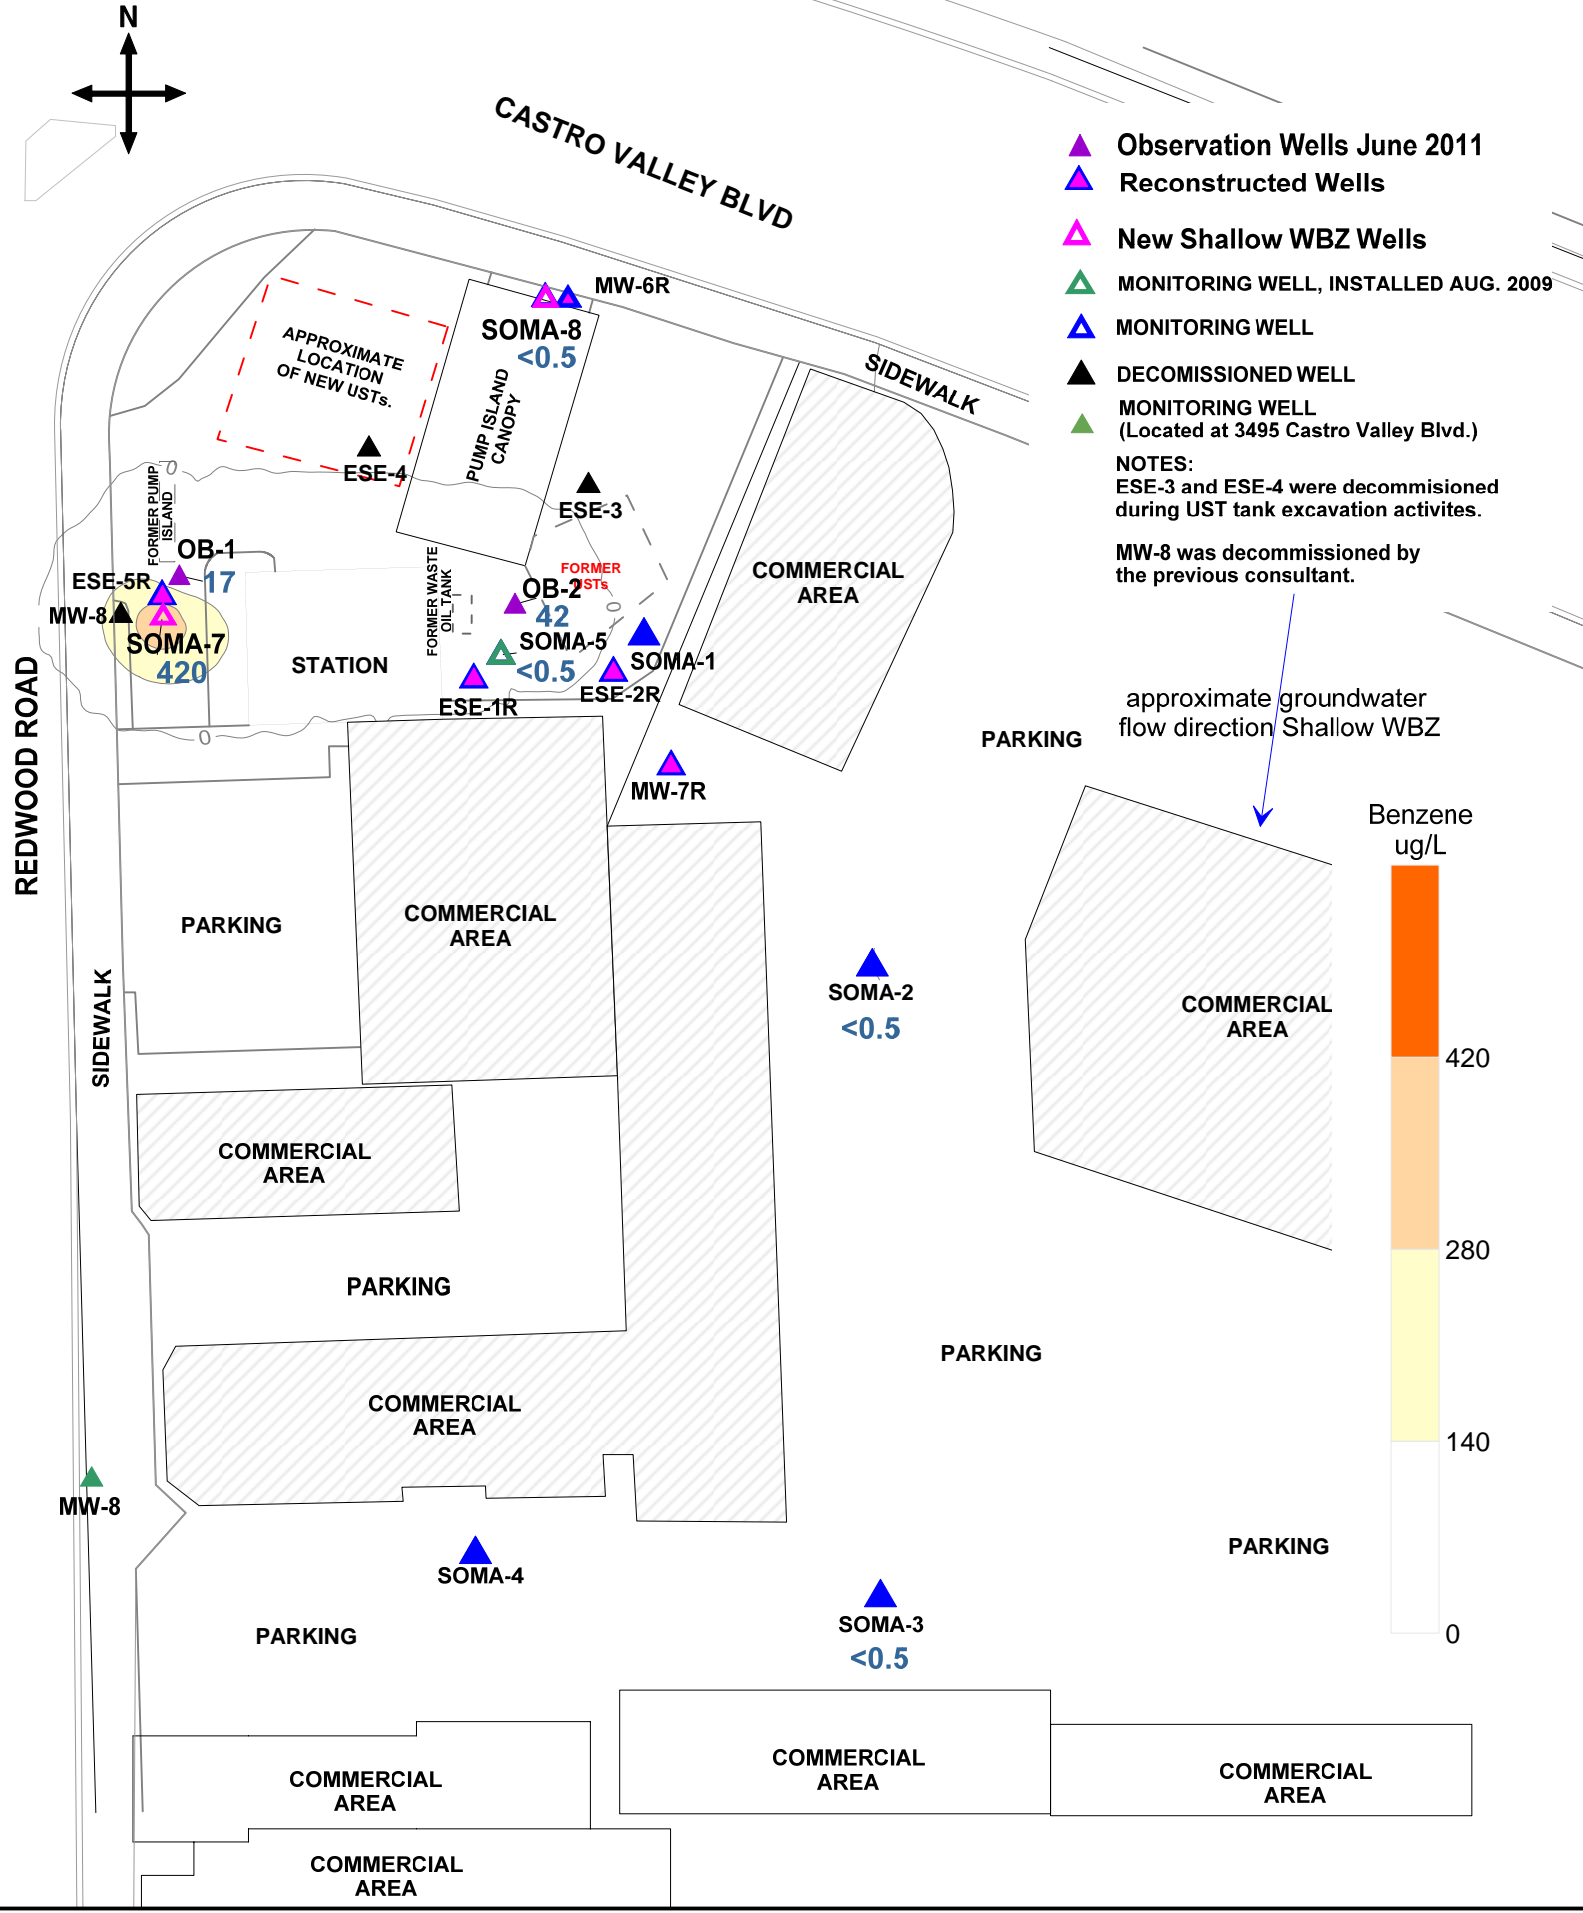 N
CASTRO VALLEY BLVD
Observation Wells June 2011
Reconstructed Wells
New Shallow WBZ Wells
MONITORING WELL, INSTALLED AUG. 2009
MONITORING WELL
DECOMISSIONED WELL
MONITORING WELL
(Located at 3495 Castro Valley Blvd.)
NOTES:
ESE-3 and ESE-4 were decommisioned
during UST tank excavation activites.
MW-8 was decommissioned by
the previous consultant.
approximate groundwater
flow direction Shallow WBZ
MW-6R
SOMA-8
<0.5
SIDEWALK
APPROXIMATE
LOCATION
OF NEW USTs.
PUMP ISLAND
CANOPY
ESE-4
ESE-3
0
FORMER PUMP
ISLAND
OB-1
17
ESE-5R
MW-8
SOMA-7
420
STATION
FORMER WASTE
OIL TANK
FORMER
USTs
OB-2
42
0
SOMA-5
<0.5
SOMA-1
ESE-2R
ESE-1R
0
COMMERCIAL
AREA
PARKING
MW-7R
REDWOOD ROAD
Benzene
ug/L
420
280
140
0
PARKING
COMMERCIAL
AREA
SOMA-2
<0.5
COMMERCIAL
AREA
SIDEWALK
COMMERCIAL
AREA
PARKING
PARKING
COMMERCIAL
AREA
MW-8
PARKING
SOMA-4
SOMA-3
<0.5
PARKING
COMMERCIAL
AREA
COMMERCIAL
AREA
COMMERCIAL
AREA
COMMERCIAL
AREA